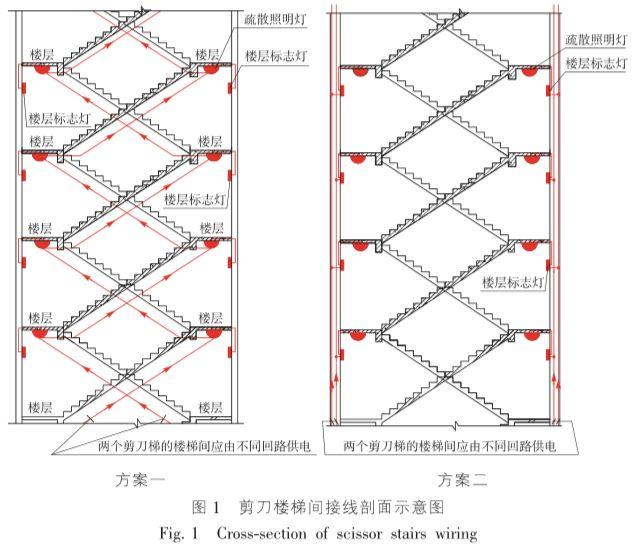 楼层
楼层
疏散照明灯
楼层标志灯
楼层标志灯
楼层
楼层
楼层标志灯
楼层
楼层
楼层
楼层
楼层
楼层
两个剪刀梯的楼梯间应由不同回路供电
方案一
疏散照明灯
楼层标志灯
楼层标志灯
两个剪刀梯的楼梯间应由不同回路供电
方案二
图 1 剪刀楼梯间接线剖面示意图
Fig. 1 Cross-section of scissor stairs wiring